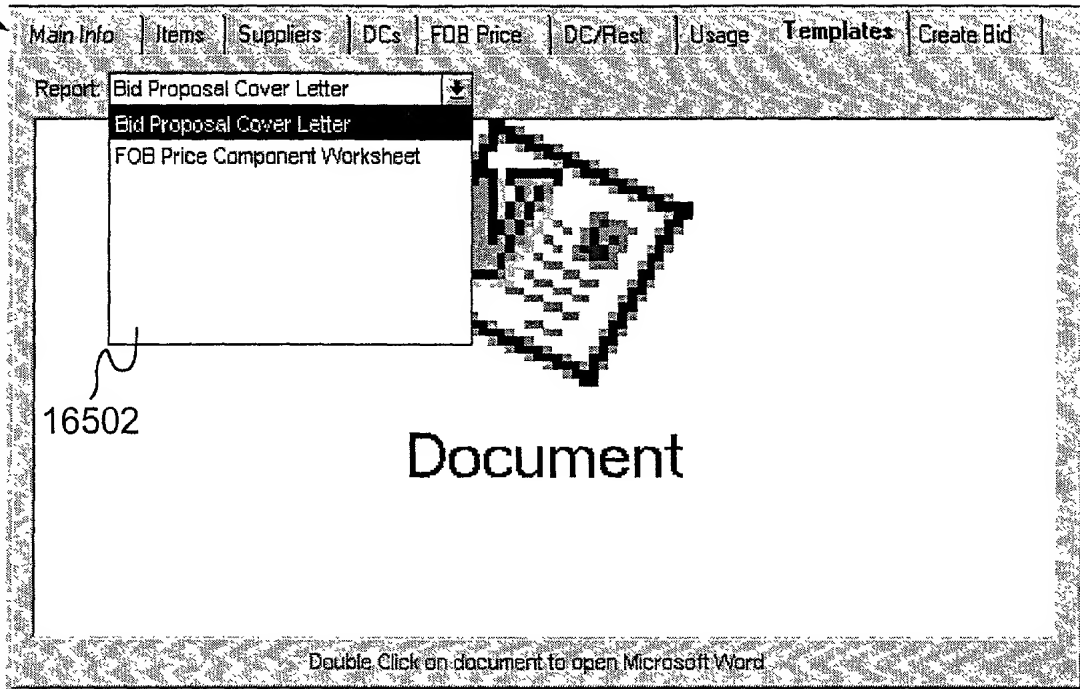 Main Info Items Suppliers DCs FOB Price DC/Rest Usage Templates Create Bid
Report: Bid Proposal Cover Letter
Bid Proposal Cover Letter
FOB Price Component Worksheet
16502
Document
Double Click on document to open Microsoft Word